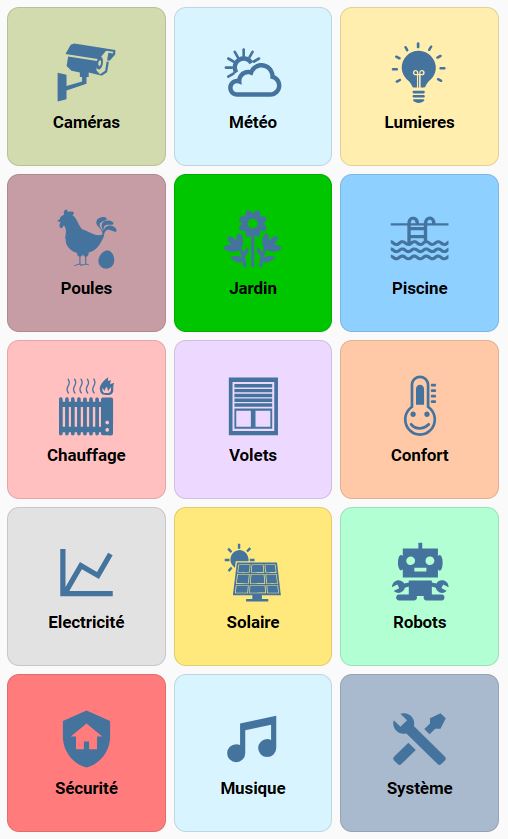 Caméras
Météo
Lumieres
Poules
Jardin
Piscine
Chauffage
Volets
Confort
Electricité
Solaire
Robots
Sécurité
Musique
Système